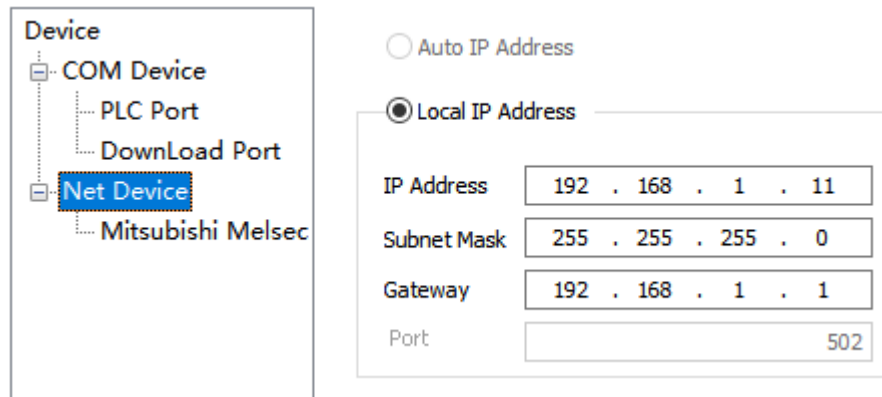 Device
COM Device
PLC Port
DownLoad Port
Net Device
Mitsubishi Melsec
Auto IP Address
Local IP Address
IP Address 192 . 168 . 1 . 11
Subnet Mask 255 . 255 . 255 . 0
Gateway 192 . 168 . 1 . 1
Port 502